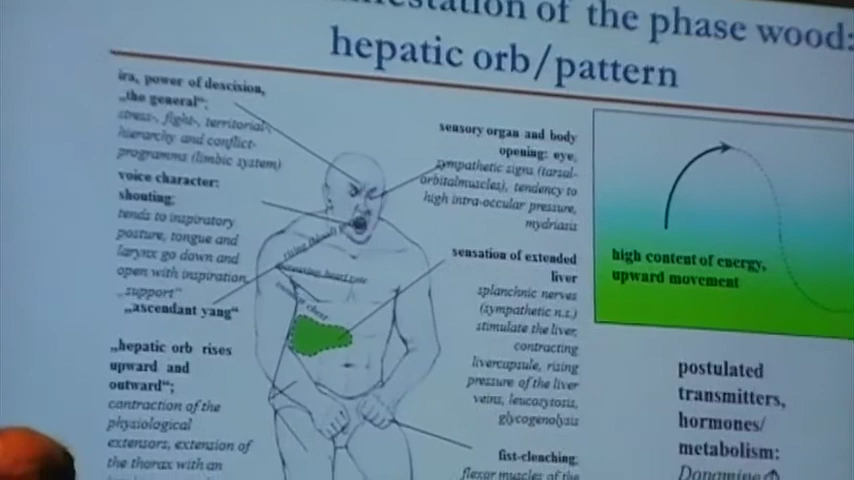 of the phase wood:
hepatic orb/pattern
ira, power of descision,
„the general“;
stress-, fight-, territorial-,
hierarchy and conflict-
programms (limbic system)
voice character:
shouting;
tends to inspiratory
posture, tongue and
larynx go down and
open with inspiration
„support“
„ascendant yang“
„hepatic orb rises
upward and
outward“;
contraction of the
physiological
extensors, extension of
the thorax with an
sensory organ and body
opening: eye,
sympathetic signs (tarsal-
orbitalmuscles), tendency to
high intra-occular pressure,
mydriasis
sensation of extended
liver
splanchnic nerves
(sympathetic n.s.)
stimulate the liver,
contracting
livercapsule, rising
pressure of the liver
veins, leucozytosis,
glycogenolysis
fist-clenching;
flexor muscles of the
high content of energy,
upward movement
postulated
transmitters,
hormones/
metabolism:
Dopamine